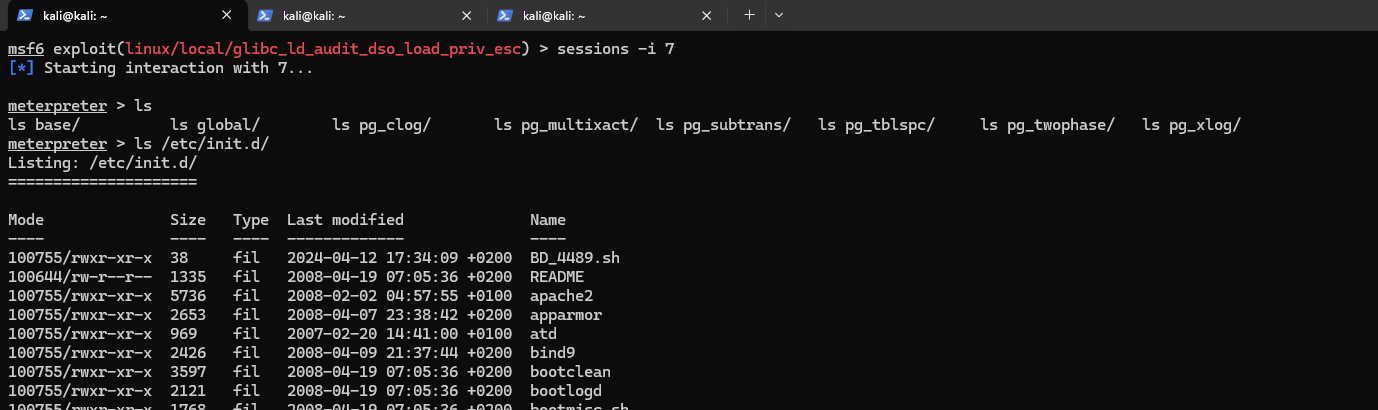 kali@kali: ~ kali@kali: ~ kali@kali: ~
msf6 exploit(linux/local/glibc_ld_audit_dso_load_priv_esc) > sessions -i 7
[*] Starting interaction with 7...
meterpreter > ls
ls base/ ls global/ ls pg_clog/ ls pg_multixact/ ls pg_subtrans/ ls pg_tblspc/ ls pg_twophase/ ls pg_xlog/
meterpreter > ls /etc/init.d/
Listing: /etc/init.d/
=====================
Mode Size Type Last modified Name
---- ---- ---- ------------- ----
100755/rwxr-xr-x 38 fil 2024-04-12 17:34:09 +0200 BD_4489.sh
100644/rw-r--r-- 1335 fil 2008-04-19 07:05:36 +0200 README
100755/rwxr-xr-x 5736 fil 2008-02-02 04:57:55 +0100 apache2
100755/rwxr-xr-x 2653 fil 2008-04-07 23:38:42 +0200 apparmor
100755/rwxr-xr-x 969 fil 2007-02-20 14:41:00 +0100 atd
100755/rwxr-xr-x 2426 fil 2008-04-09 21:37:44 +0200 bind9
100755/rwxr-xr-x 3597 fil 2008-04-19 07:05:36 +0200 bootclean
100755/rwxr-xr-x 2121 fil 2008-04-19 07:05:36 +0200 bootlogd
100755/rwxr-xr-x 1768 fil 2008-04-19 07:05:36 +0200 bootmisc.sh